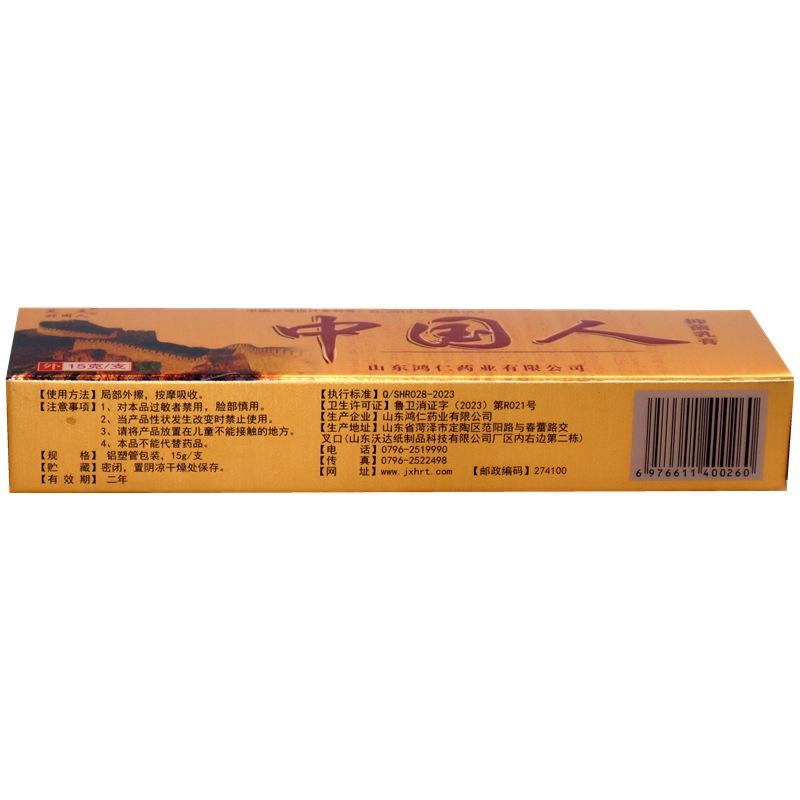 中国人
抑菌乳膏
外 15克/支
山东鸿仁药业有限公司
【使用方法】局部外擦，按摩吸收。
【注意事项】1、对本品过敏者禁用，脸部慎用。
2、当产品性状发生改变时禁止使用。
3、请将产品放置在儿童不能接触的地方。
4、本品不能代替药品。
【规 格】铝塑管包装，15g/支
【贮 藏】密闭，置阴凉干燥处保存。
【有 效 期】二年
【执行标准】Q/SHR028-2023
【卫生许可证】鲁卫消证字（2023）第R021号
【生产企业】山东鸿仁药业有限公司
【生产地址】山东省菏泽市定陶区范阳路与春蕾路交
叉口(山东沃达纸制品科技有限公司厂区内右边第二栋)
【电 话】0796-2519990
【传 真】0796-2522498
【网 址】www.jxhrt.com 【邮政编码】274100
6 976611 400260